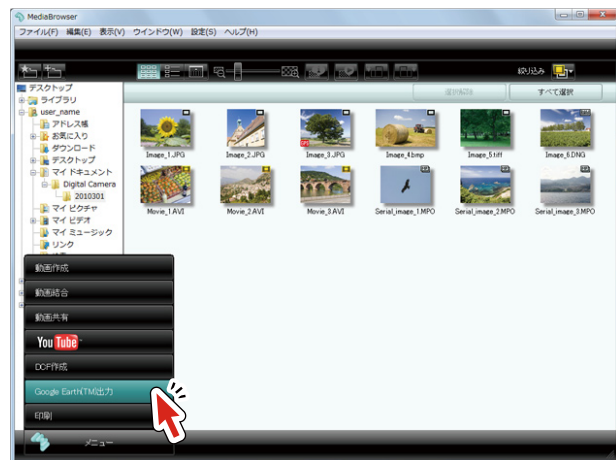 MediaBrowser
ファイル(F) 編集(E) 表示(V) ウインドウ(W) 設定(S) ヘルプ(H)
絞り込み
選択解除 すべて選択
デスクトップ
ライブラリ
user_name
アドレス帳
お気に入り
ダウンロード
デスクトップ
マイ ドキュメント
Digital Camera
20100301
マイ ピクチャ
マイ ビデオ
マイ ミュージック
リンク
Image_1.JPG Image_2.JPG Image_3.JPG Image_4.bmp Image_5.tiff Image_6.DNG
Movie_1.AVI Movie_2.AVI Movie_3.AVI Serial_image_1.MPO Serial_image_2.MPO Serial_image_3.MPO
動画作成
動画結合
動画共有
YouTube
DCF作成
Google Earth(TM)出力
印刷
メニュー